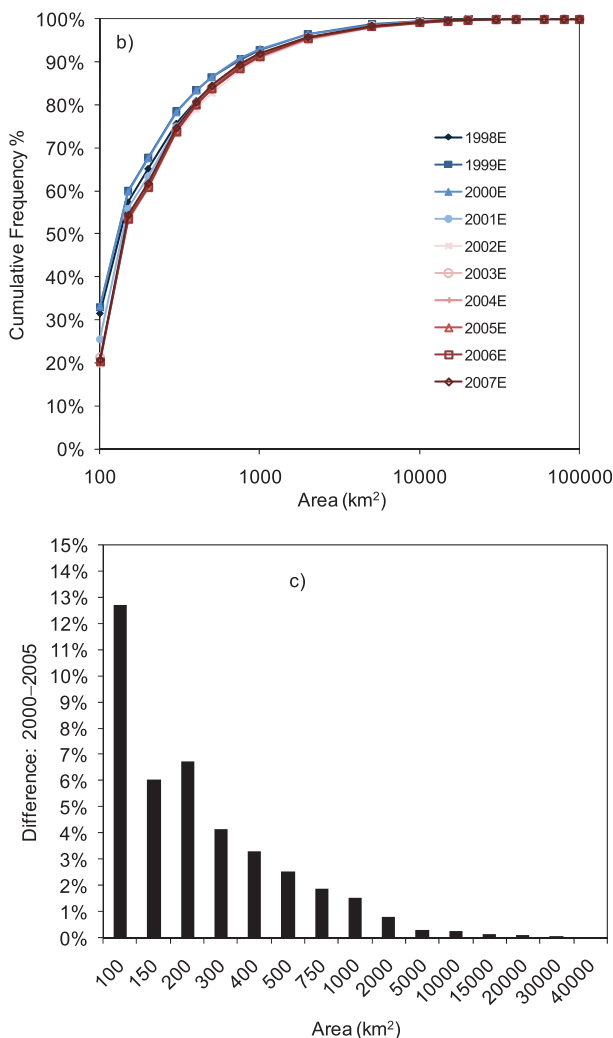 100%
b)
90%
80%
70%
60%
50%
40%
30%
20%
10%
0%
Cumulative Frequency %
1998E
1999E
2000E
2001E
2002E
2003E
2004E
2005E
2006E
2007E
100 1000 10000 100000
Area (km²)
15%
14%
13%
12%
11%
10%
9%
8%
7%
6%
5%
4%
3%
2%
1%
0%
c)
Difference: 2000–2005
100 150 200 300 400 500 750 1000 2000 5000 10000 15000 20000 30000 40000
Area (km²)